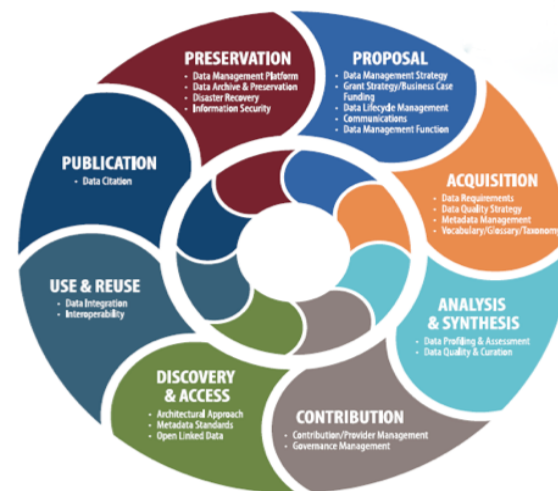 PROPOSAL
• Data Management Strategy
• Grant Strategy/Business Case
Funding
• Data Lifecycle Management
• Communications
• Data Management Function
ACQUISITION
• Data Requirements
• Data Quality Strategy
• Metadata Management
• Vocabulary/Glossary/Taxonomy
ANALYSIS
& SYNTHESIS
• Data Profiling & Assessment
• Data Quality & Curation
CONTRIBUTION
• Contribution/Provider Management
• Governance Management
DISCOVERY
& ACCESS
• Architectural Approach
• Metadata Standards
• Open Linked Data
USE & REUSE
• Data Integration
• Interoperability
PUBLICATION
• Data Citation
PRESERVATION
• Data Management Platform
• Data Archive & Preservation
• Disaster Recovery
• Information Security